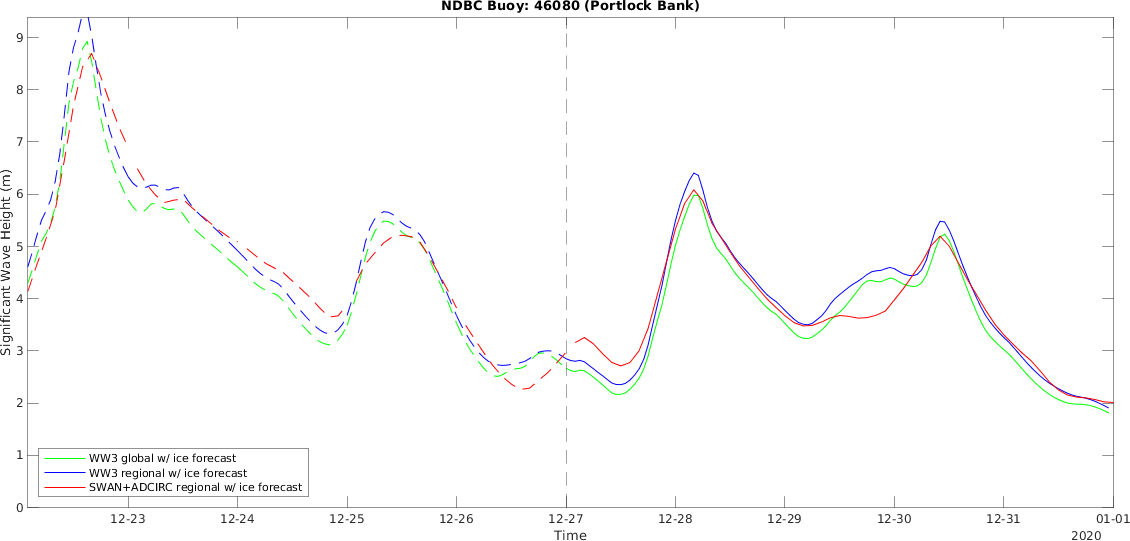 NDBC Buoy: 46080 (Portlock Bank)
Significant Wave Height (m)
9
8
7
6
5
4
3
2
1
0
WW3 global w/ ice forecast
WW3 regional w/ ice forecast
SWAN+ADCIRC regional w/ ice forecast
12-23 12-24 12-25 12-26 12-27 12-28 12-29 12-30 12-31 01-01
Time
2020